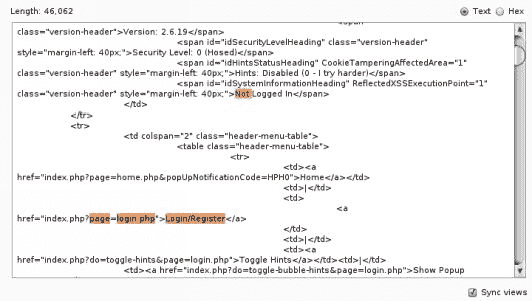 Length: 46,062
Text Hex
<span
class="version-header">Version: 2.6.19</span>
<span id="idSecurityLevelHeading" class="version-header"
style="margin-left: 40px;">Security Level: 0 (Hosed)</span>
<span id="idHintsStatusHeading" CookieTamperingAffectedArea="1"
class="version-header" style="margin-left: 40px;">Hints: Disabled (0 - I try harder)</span>
<span id="idSystemInformationHeading" ReflectedXSSExecutionPoint="1"
class="version-header" style="margin-left: 40px;">Not Logged In</span>
</td>
</tr>
<tr>
<td colspan="2" class="header-menu-table">
<table class="header-menu-table">
<tr>
<td><a
href="index.php?page=home.php&popUpNotificationCode=HPH0">Home</a></td>
<td>|</td>
<td>
<a
href="index.php?page=login.php">Login/Register</a>
</td>
<td>|</td>
<td><a
href="index.php?do=toggle-hints&page=login.php">Toggle Hints</a></td><td>|</td>
<td><a href="index.php?do=toggle-bubble-hints&page=login.php">Show Popup
Sync views